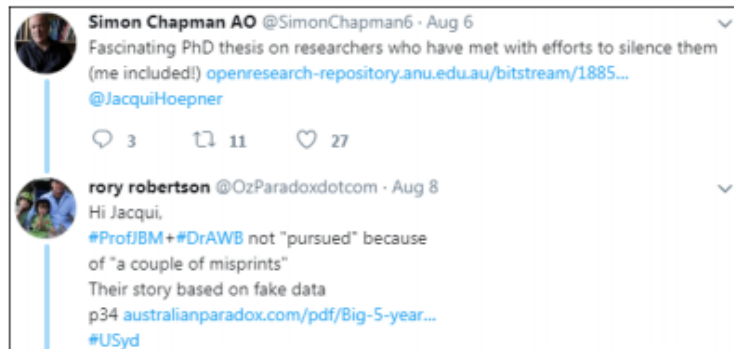 Simon Chapman AO @SimonChapman6 · Aug 6
Fascinating PhD thesis on researchers who have met with efforts to silence them
(me included!) openresearch-repository.anu.edu.au/bitstream/1885...
@JacquiHoepner
3 11 27
rory robertson @OzParadoxdotcom · Aug 8
Hi Jacqui,
#ProfJBM+#DrAWB not "pursued" because
of "a couple of misprints"
Their story based on fake data
p34 australianparadox.com/pdf/Big-5-year...
#USyd